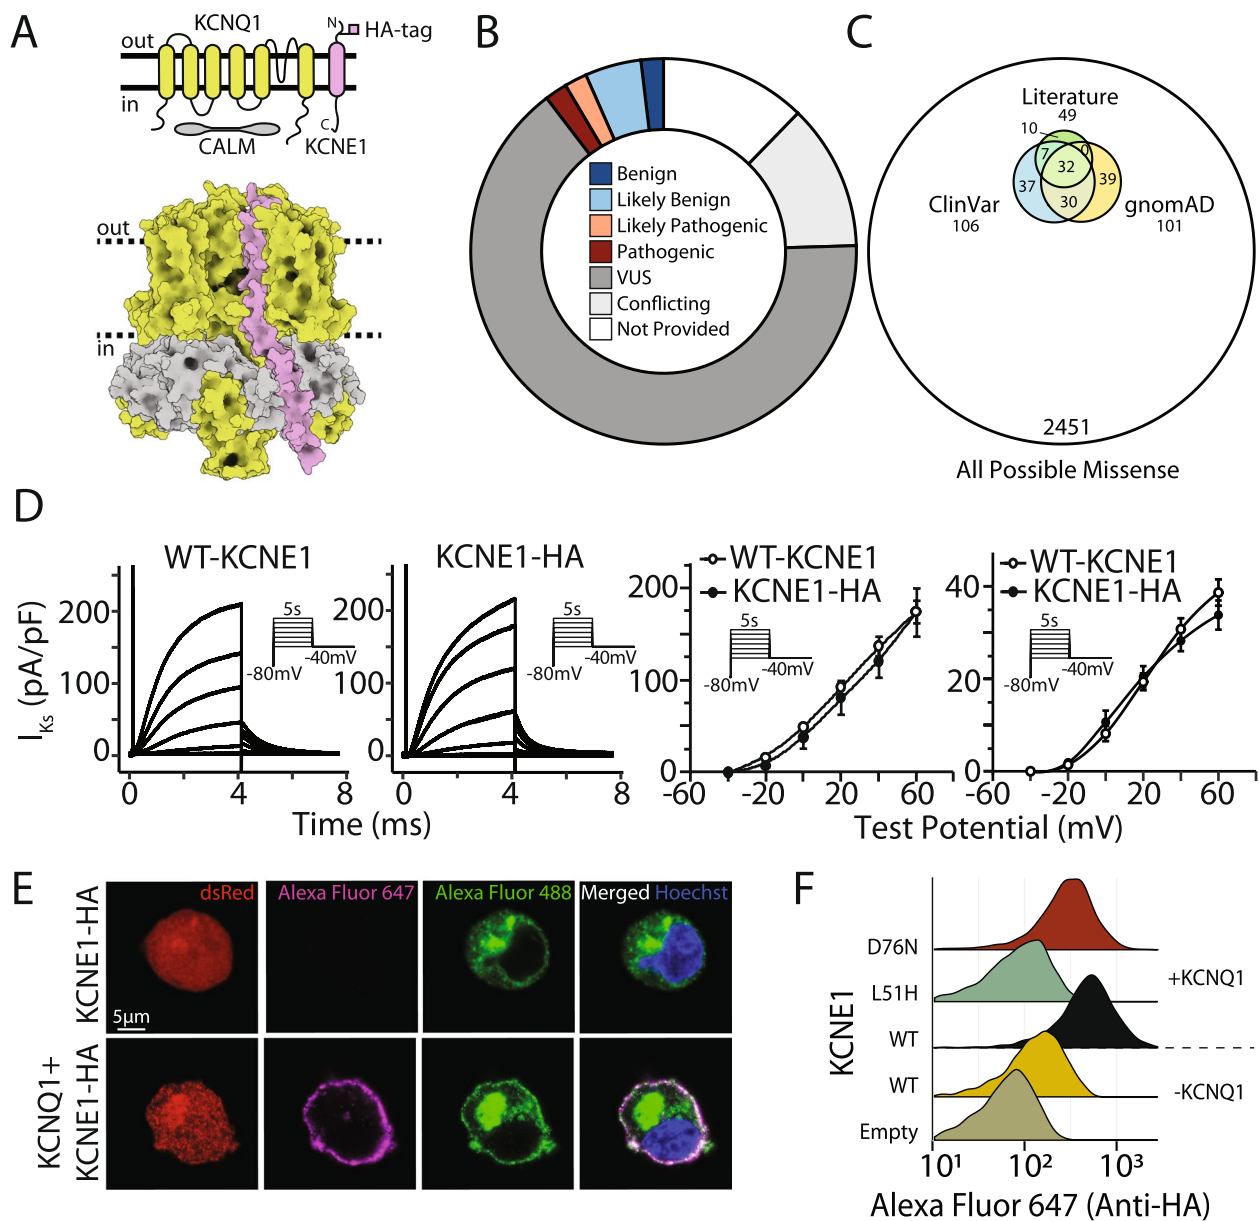 A
KCNQ1
N
HA-tag
out
in
C
CALM
KCNE1
out
in
B
Benign
Likely Benign
Likely Pathogenic
Pathogenic
VUS
Conflicting
Not Provided
C
Literature
49
10
7
0
32
37
39
30
ClinVar
106
gnomAD
101
2451
All Possible Missense
D
WT-KCNE1
KCNE1-HA
I_Ks (pA/pF)
200
100
0
5s
-80mV
-40mV
0
4
8
200
100
0
5s
-80mV
-40mV
0
4
8
Time (ms)
WT-KCNE1
KCNE1-HA
200
100
0
5s
-80mV
-40mV
-60
-20
20
60
WT-KCNE1
KCNE1-HA
40
20
0
5s
-80mV
-40mV
-60
-20
20
60
Test Potential (mV)
E
KCNE1-HA
dsRed
Alexa Fluor 647
Alexa Fluor 488
Merged Hoechst
5μm
KCNQ1+
KCNE1-HA
F
KCNE1
D76N
L51H
WT
WT
Empty
+KCNQ1
-KCNQ1
10¹
10²
10³
Alexa Fluor 647 (Anti-HA)